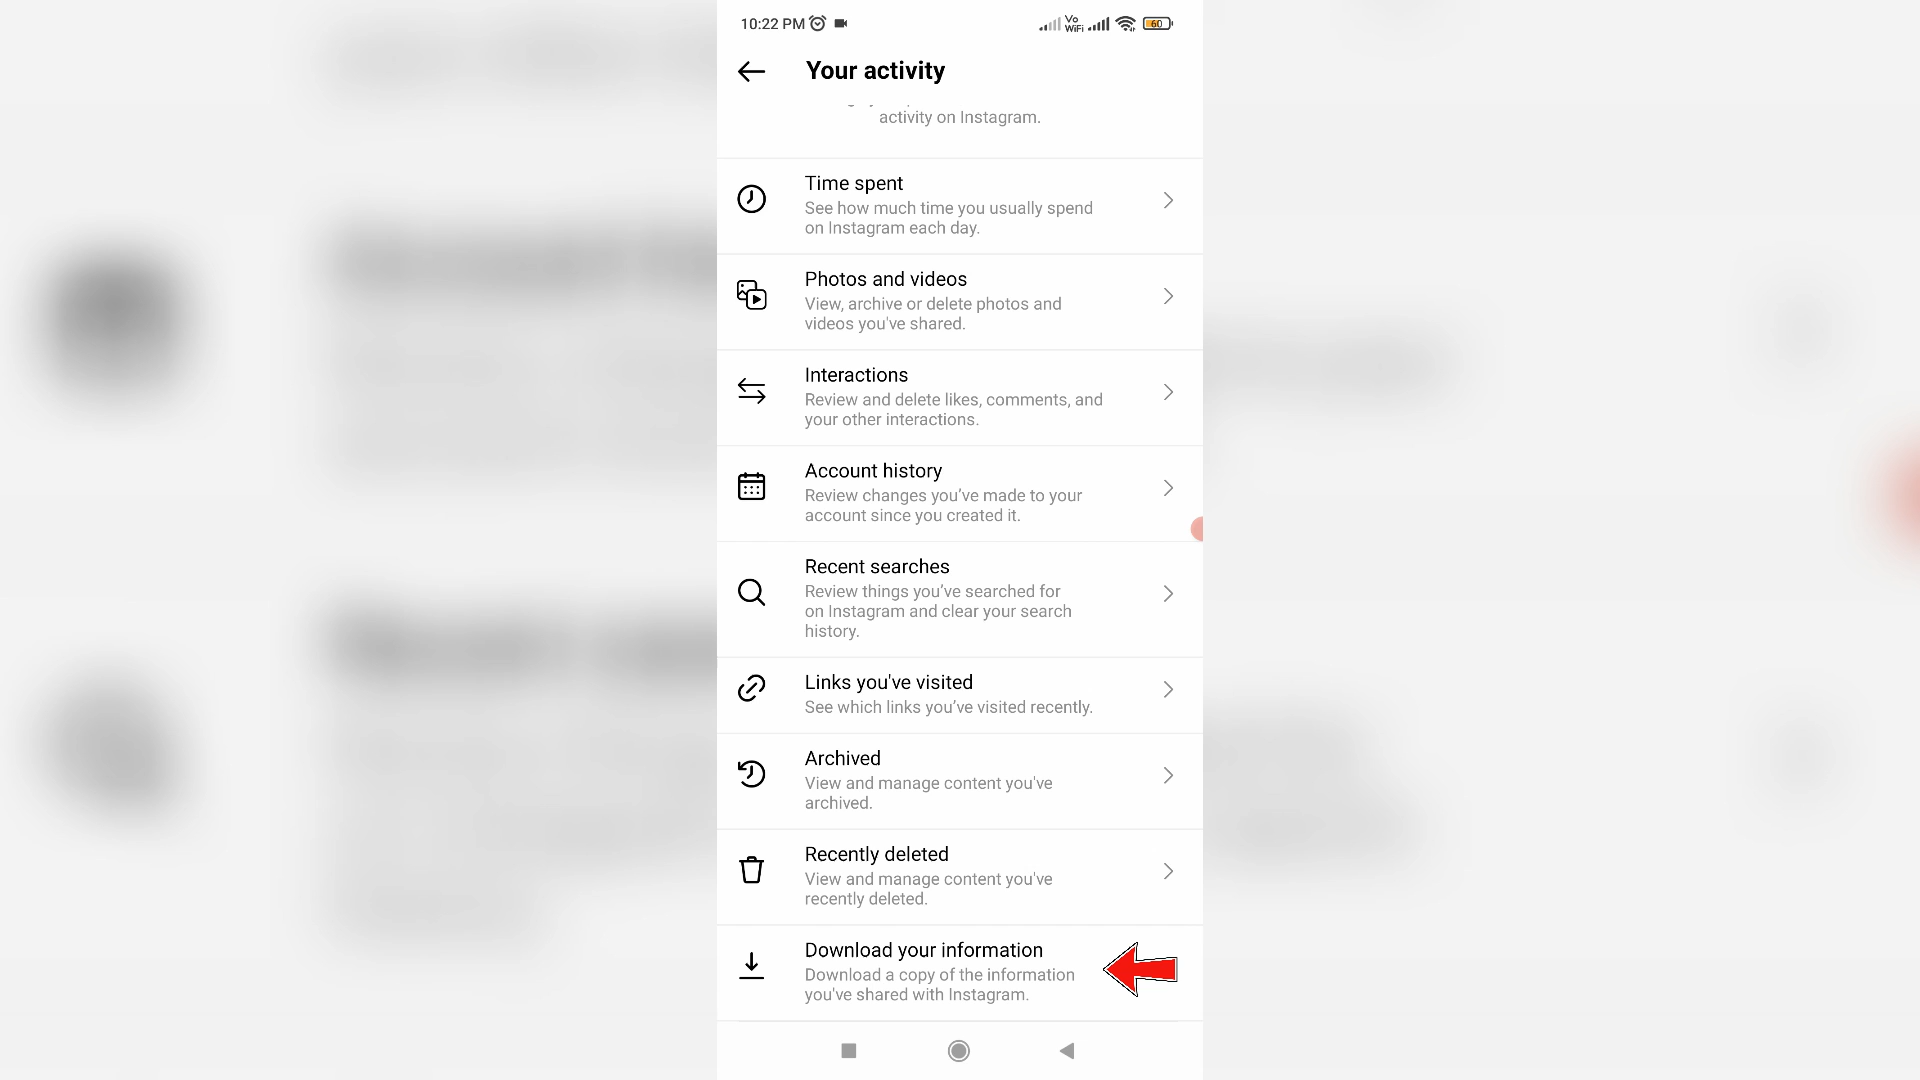 10:22 PM
Vo
WiFi
60
Your activity
activity on Instagram.
Time spent
See how much time you usually spend
on Instagram each day.
Photos and videos
View, archive or delete photos and
videos you've shared.
Interactions
Review and delete likes, comments, and
your other interactions.
Account history
Review changes you’ve made to your
account since you created it.
Recent searches
Review things you’ve searched for
on Instagram and clear your search
history.
Links you've visited
See which links you’ve visited recently.
Archived
View and manage content you've
archived.
Recently deleted
View and manage content you've
recently deleted.
Download your information
Download a copy of the information
you've shared with Instagram.